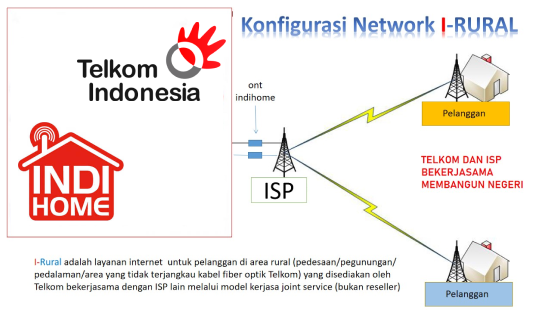 Konfigurasi Network I-RURAL
Telkom
Indonesia
INDI
HOME
ont
indihome
ISP
Pelanggan
TELKOM DAN ISP
BEKERJASAMA
MEMBANGUN NEGERI
Pelanggan
I-Rural adalah layanan internet untuk pelanggan di area rural (pedesaan/pegunungan/
pedalaman/area yang tidak terjangkau kabel fiber optik Telkom) yang disediakan oleh
Telkom bekerjasama dengan ISP lain melalui model kerjasa joint service (bukan reseller)